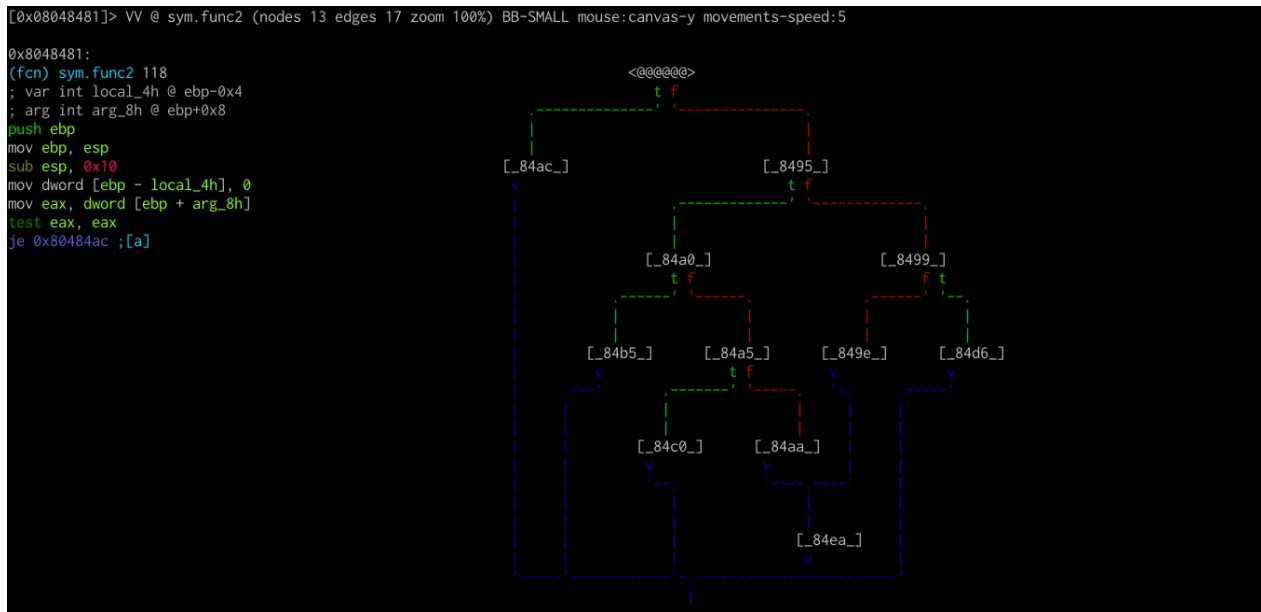 [0x08048481]> VV @ sym.func2 (nodes 13 edges 17 zoom 100%) BB-SMALL mouse:canvas-y movements-speed:5
0x8048481:
(fcn) sym.func2 118
; var int local_4h @ ebp-0x4
; arg int arg_8h @ ebp+0x8
push ebp
mov ebp, esp
sub esp, 0x10
mov dword [ebp - local_4h], 0
mov eax, dword [ebp + arg_8h]
test eax, eax
je 0x80484ac ;[a]
<@@@@@@>
t f
[_84ac_] [_8495_]
v t f
[_84a0_] [_8499_]
t f f t
[_84b5_] [_84a5_] [_849e_] [_84d6_]
v t f v v
[_84c0_] [_84aa_]
v v
[_84ea_]
v